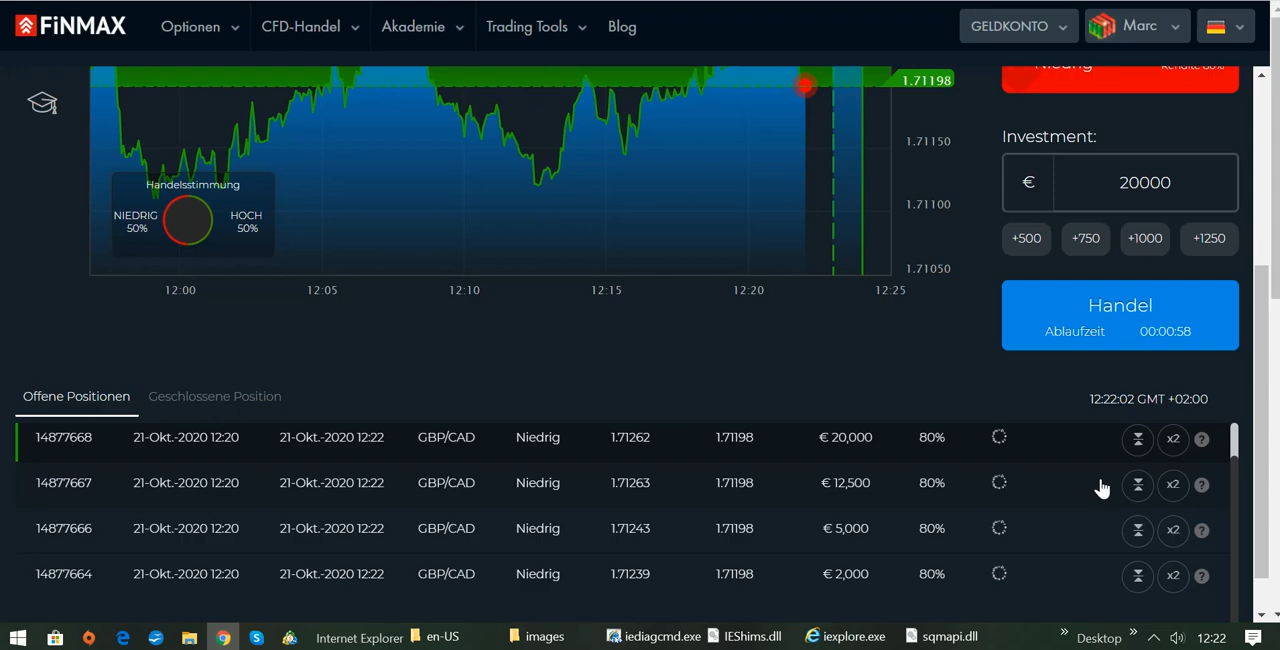 FiNMAX Optionen CFD-Handel Akademie Trading Tools Blog GELDKONTO Marc
Niedrig Rendite 80%
1.71198
1.71150
1.71100
1.71050
Handelsstimmung
NIEDRIG HOCH
50% 50%
12:00 12:05 12:10 12:15 12:20 12:25
Investment:
€ 20000
+500 +750 +1000 +1250
Handel
Ablaufzeit 00:00:58
Offene Positionen Geschlossene Position 12:22:02 GMT +02:00
14877668 21-Okt.-2020 12:20 21-Okt.-2020 12:22 GBP/CAD Niedrig 1.71262 1.71198 € 20,000 80% x2 ?
14877667 21-Okt.-2020 12:20 21-Okt.-2020 12:22 GBP/CAD Niedrig 1.71263 1.71198 € 12,500 80% x2 ?
14877666 21-Okt.-2020 12:20 21-Okt.-2020 12:22 GBP/CAD Niedrig 1.71243 1.71198 € 5,000 80% x2 ?
14877664 21-Okt.-2020 12:20 21-Okt.-2020 12:22 GBP/CAD Niedrig 1.71239 1.71198 € 2,000 80% x2 ?
Internet Explorer en-US images iediagcmd.exe IEShims.dll iexplore.exe sqmapi.dll » Desktop » 12:22